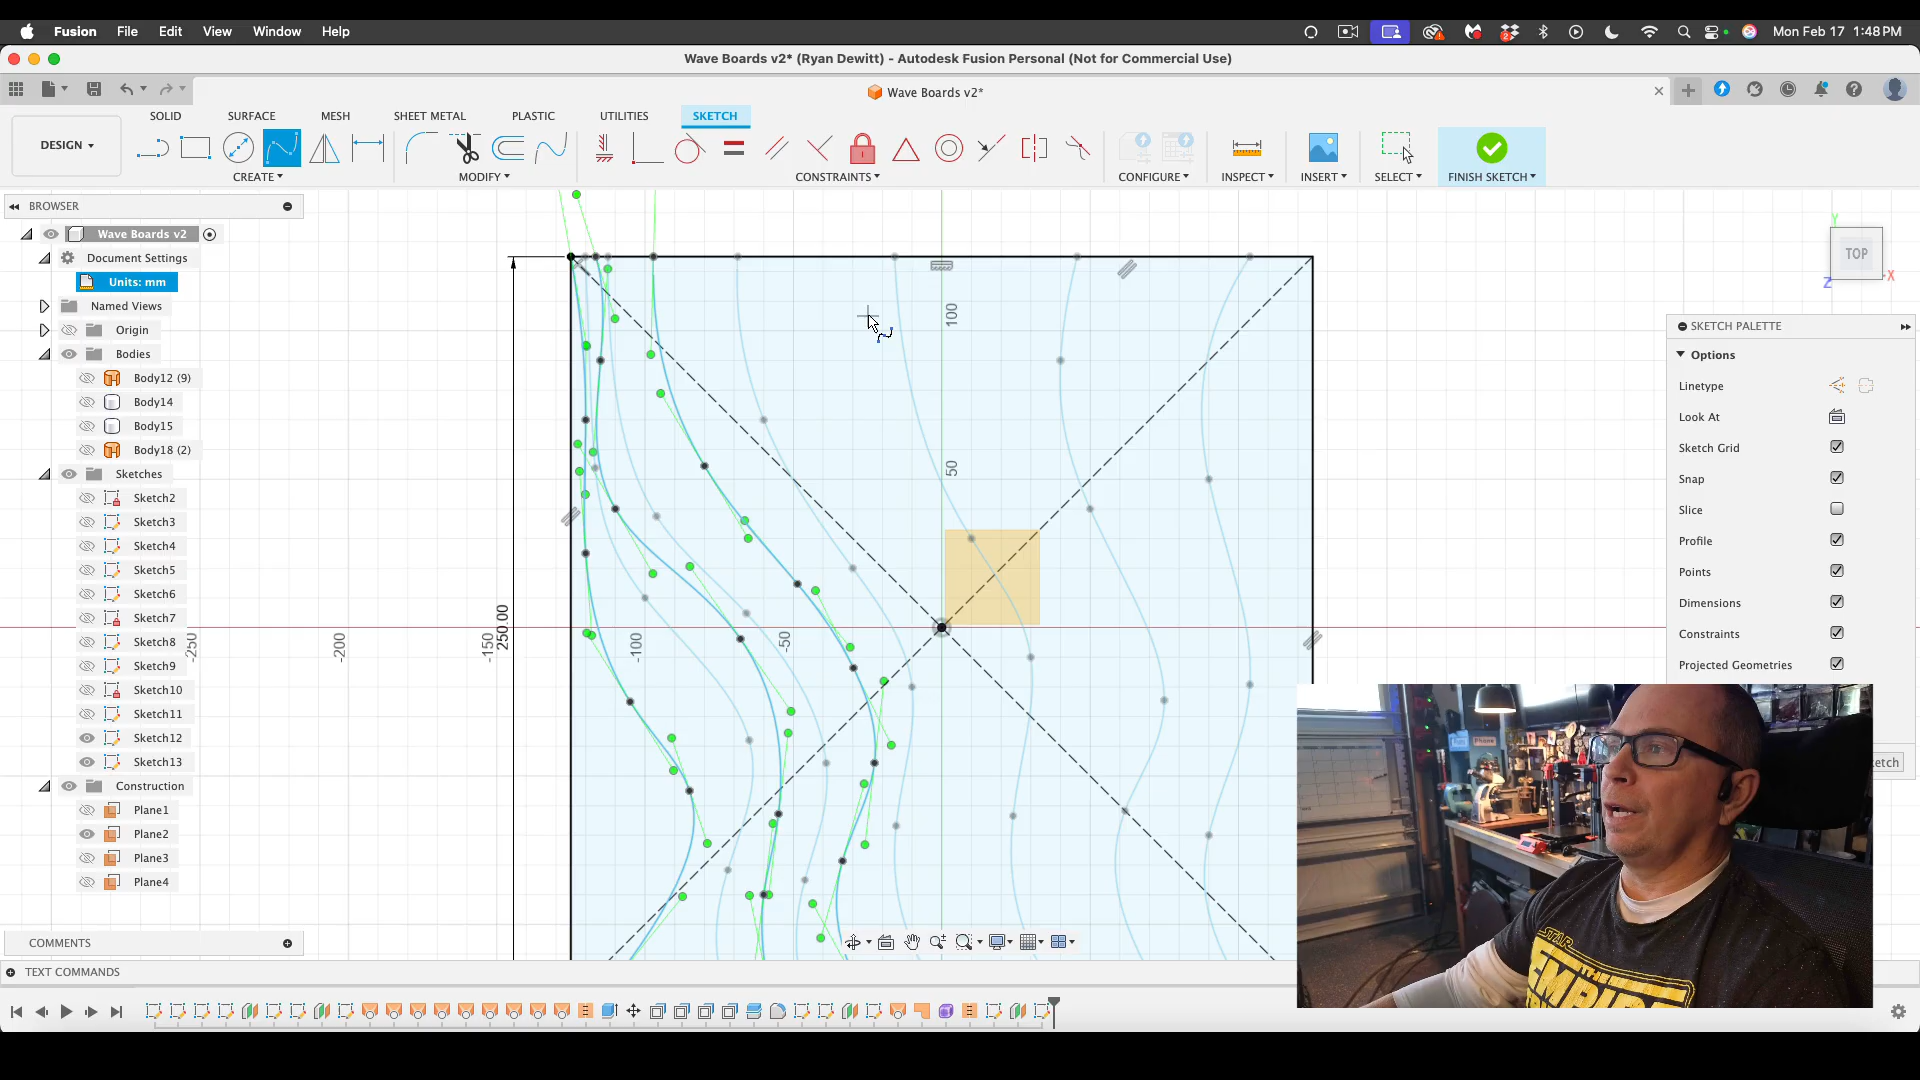 Fusion File Edit View Window Help
2
Mon Feb 17 1:48 PM
Wave Boards v2* (Ryan Dewitt) - Autodesk Fusion Personal (Not for Commercial Use)
Wave Boards v2*
DESIGN
SOLID SURFACE MESH SHEET METAL PLASTIC UTILITIES SKETCH
CREATE MODIFY CONSTRAINTS CONFIGURE INSPECT INSERT SELECT FINISH SKETCH
BROWSER
Wave Boards v2
Document Settings
Units: mm
Named Views
Origin
Bodies
Body12 (9)
Body14
Body15
Body18 (2)
Sketches
Sketch2
Sketch3
Sketch4
Sketch5
Sketch6
Sketch7
Sketch8
Sketch9
Sketch10
Sketch11
Sketch12
Sketch13
Construction
Plane1
Plane2
Plane3
Plane4
COMMENTS
TEXT COMMANDS
100
50
-250
-200
-150
-100
-50
250.00
Y
TOP
X
Z
SKETCH PALETTE
Options
Linetype
Look At
Sketch Grid
Snap
Slice
Profile
Points
Dimensions
Constraints
Projected Geometries
etch
STAR
EMPIRE